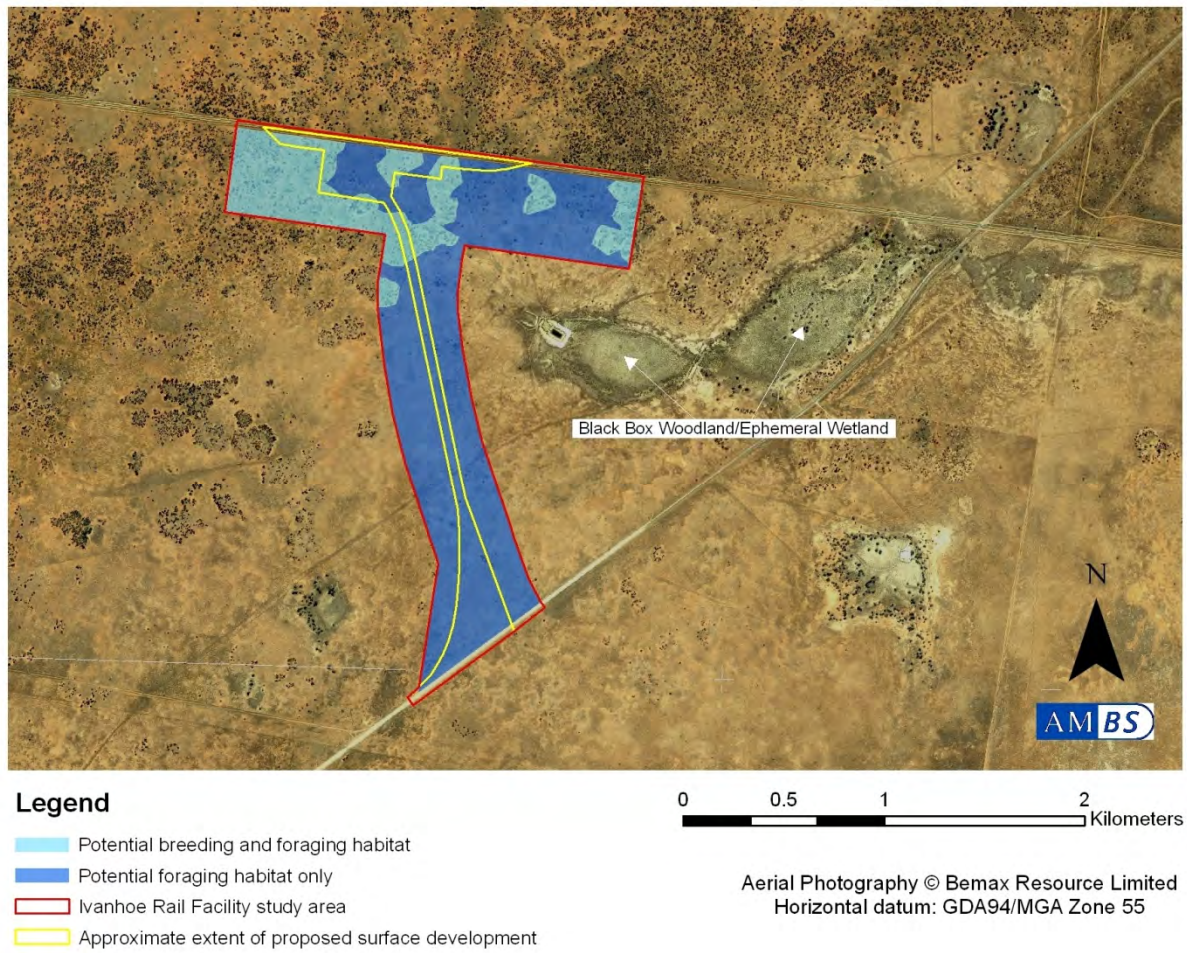 Black Box Woodland/Ephemeral Wetland
N
AMBS
Legend
Potential breeding and foraging habitat
Potential foraging habitat only
Ivanhoe Rail Facility study area
Approximate extent of proposed surface development
0 0.5 1 2
Kilometers
Aerial Photography © Bemax Resource Limited
Horizontal datum: GDA94/MGA Zone 55